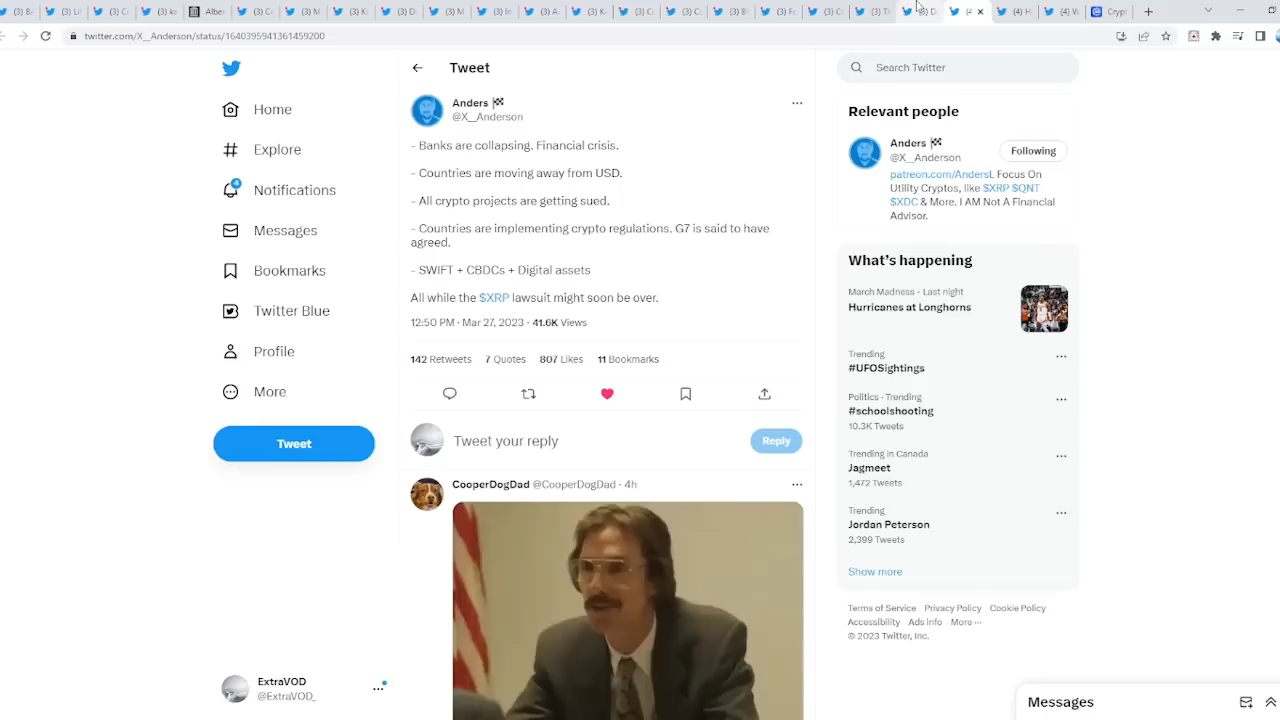 twitter.com/X__Anderson/status/1640395941361459200
Home
Explore
4
Notifications
Messages
Bookmarks
Twitter Blue
Profile
More
Tweet
ExtraVOD
@ExtraVOD_
Tweet
Anders
@X__Anderson
- Banks are collapsing. Financial crisis.
- Countries are moving away from USD.
- All crypto projects are getting sued.
- Countries are implementing crypto regulations. G7 is said to have
agreed.
- SWIFT + CBDCs + Digital assets
All while the $XRP lawsuit might soon be over.
12:50 PM · Mar 27, 2023 · 41.6K Views
142 Retweets 7 Quotes 807 Likes 11 Bookmarks
Tweet your reply
Reply
CooperDogDad @CooperDogDad · 4h
Search Twitter
Relevant people
Anders
@X__Anderson
Following
patreon.com/AndersL Focus On
Utility Cryptos, like $XRP $QNT
$XDC & More. I AM Not A Financial
Advisor.
What's happening
March Madness · Last night
Hurricanes at Longhorns
Trending
#UFOSightings
Politics · Trending
#schoolshooting
10.3K Tweets
Trending in Canada
Jagmeet
1,472 Tweets
Trending
Jordan Peterson
2,399 Tweets
Show more
Terms of Service Privacy Policy Cookie Policy
Accessibility Ads info More ···
© 2023 Twitter, Inc.
Messages